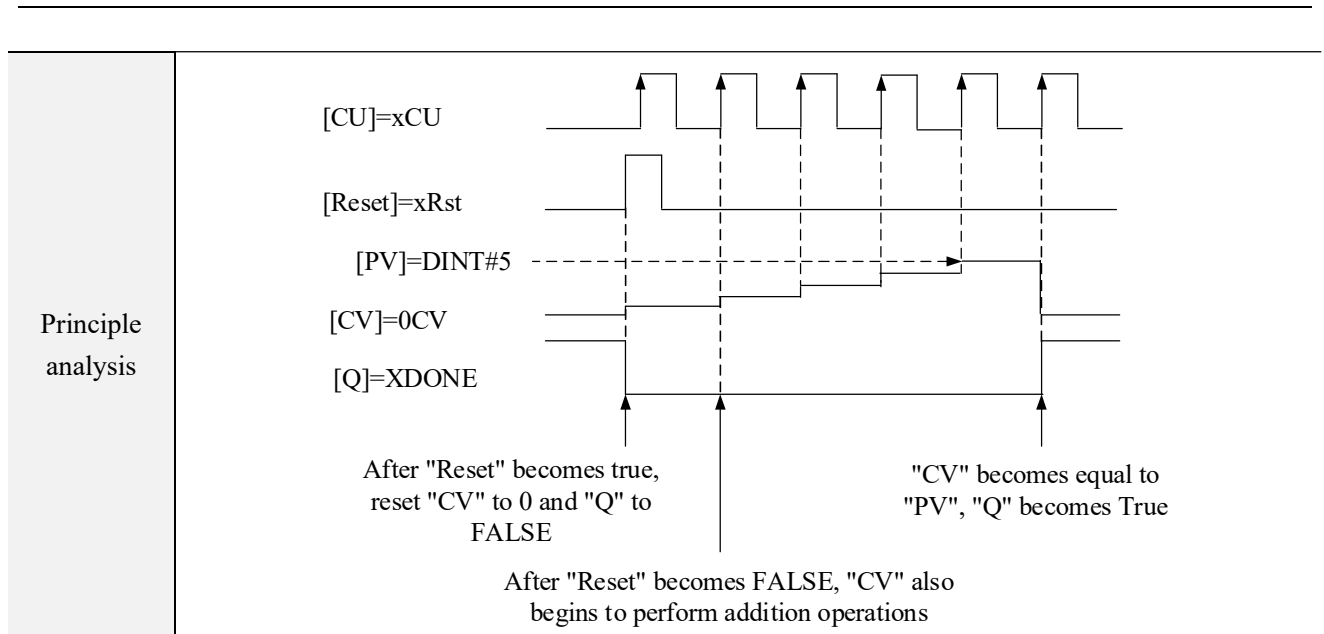 Principle
analysis
[CU]=xCU
[Reset]=xRst
[PV]=DINT#5
[CV]=0CV
[Q]=XDONE
After "Reset" becomes true,
reset "CV" to 0 and "Q" to
FALSE
"CV" becomes equal to
"PV", "Q" becomes True
After "Reset" becomes FALSE, "CV" also
begins to perform addition operations